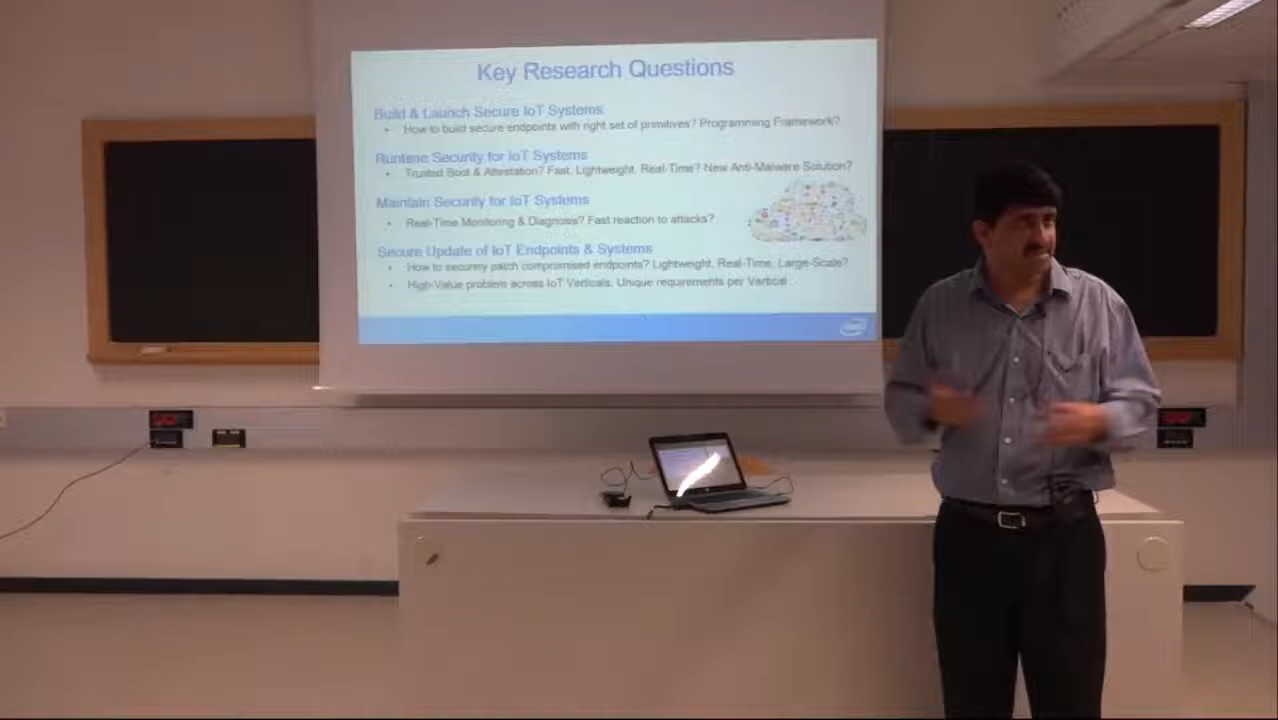 Key Research Questions
Build & Launch Secure IoT Systems
• How to build secure endpoints with right set of primitives? Programming Framework?
Runtime Security for IoT Systems
• Trusted Boot & Attestation? Fast, Lightweight, Real-Time? New Anti-Malware Solution?
Maintain Security for IoT Systems
• Real-Time Monitoring & Diagnosis? Fast reaction to attacks?
Secure Update of IoT Endpoints & Systems
• How to securely patch compromised endpoints? Lightweight, Real-Time, Large-Scale?
• High-Value problem across IoT Verticals, Unique requirements per Vertical
intel